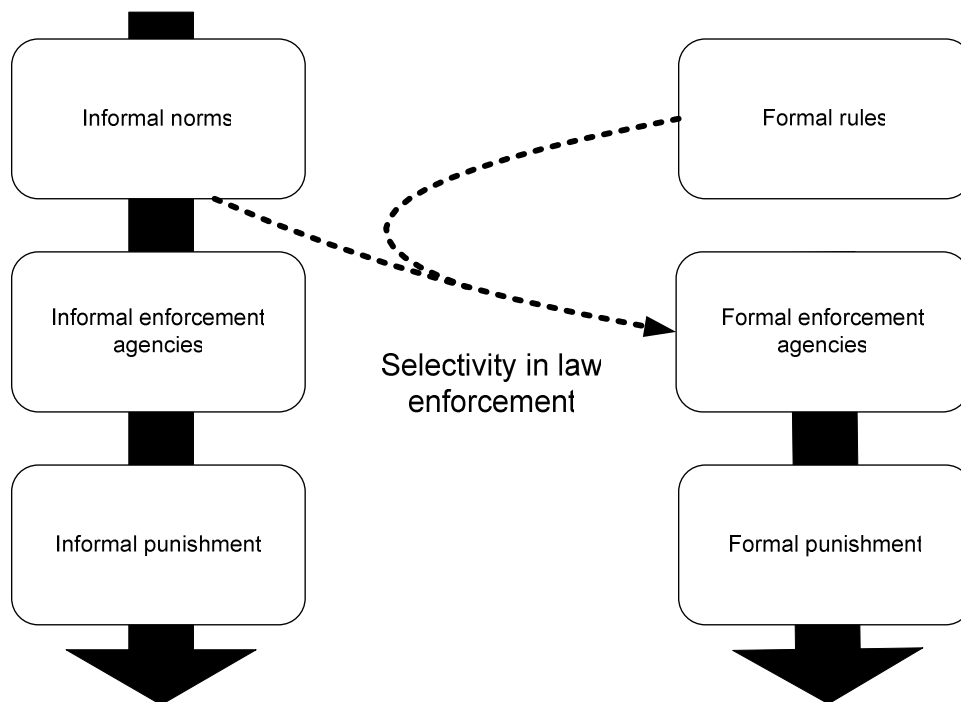 Informal norms
Formal rules
Informal enforcement
agencies
Formal enforcement
agencies
Selectivity in law
enforcement
Informal punishment
Formal punishment